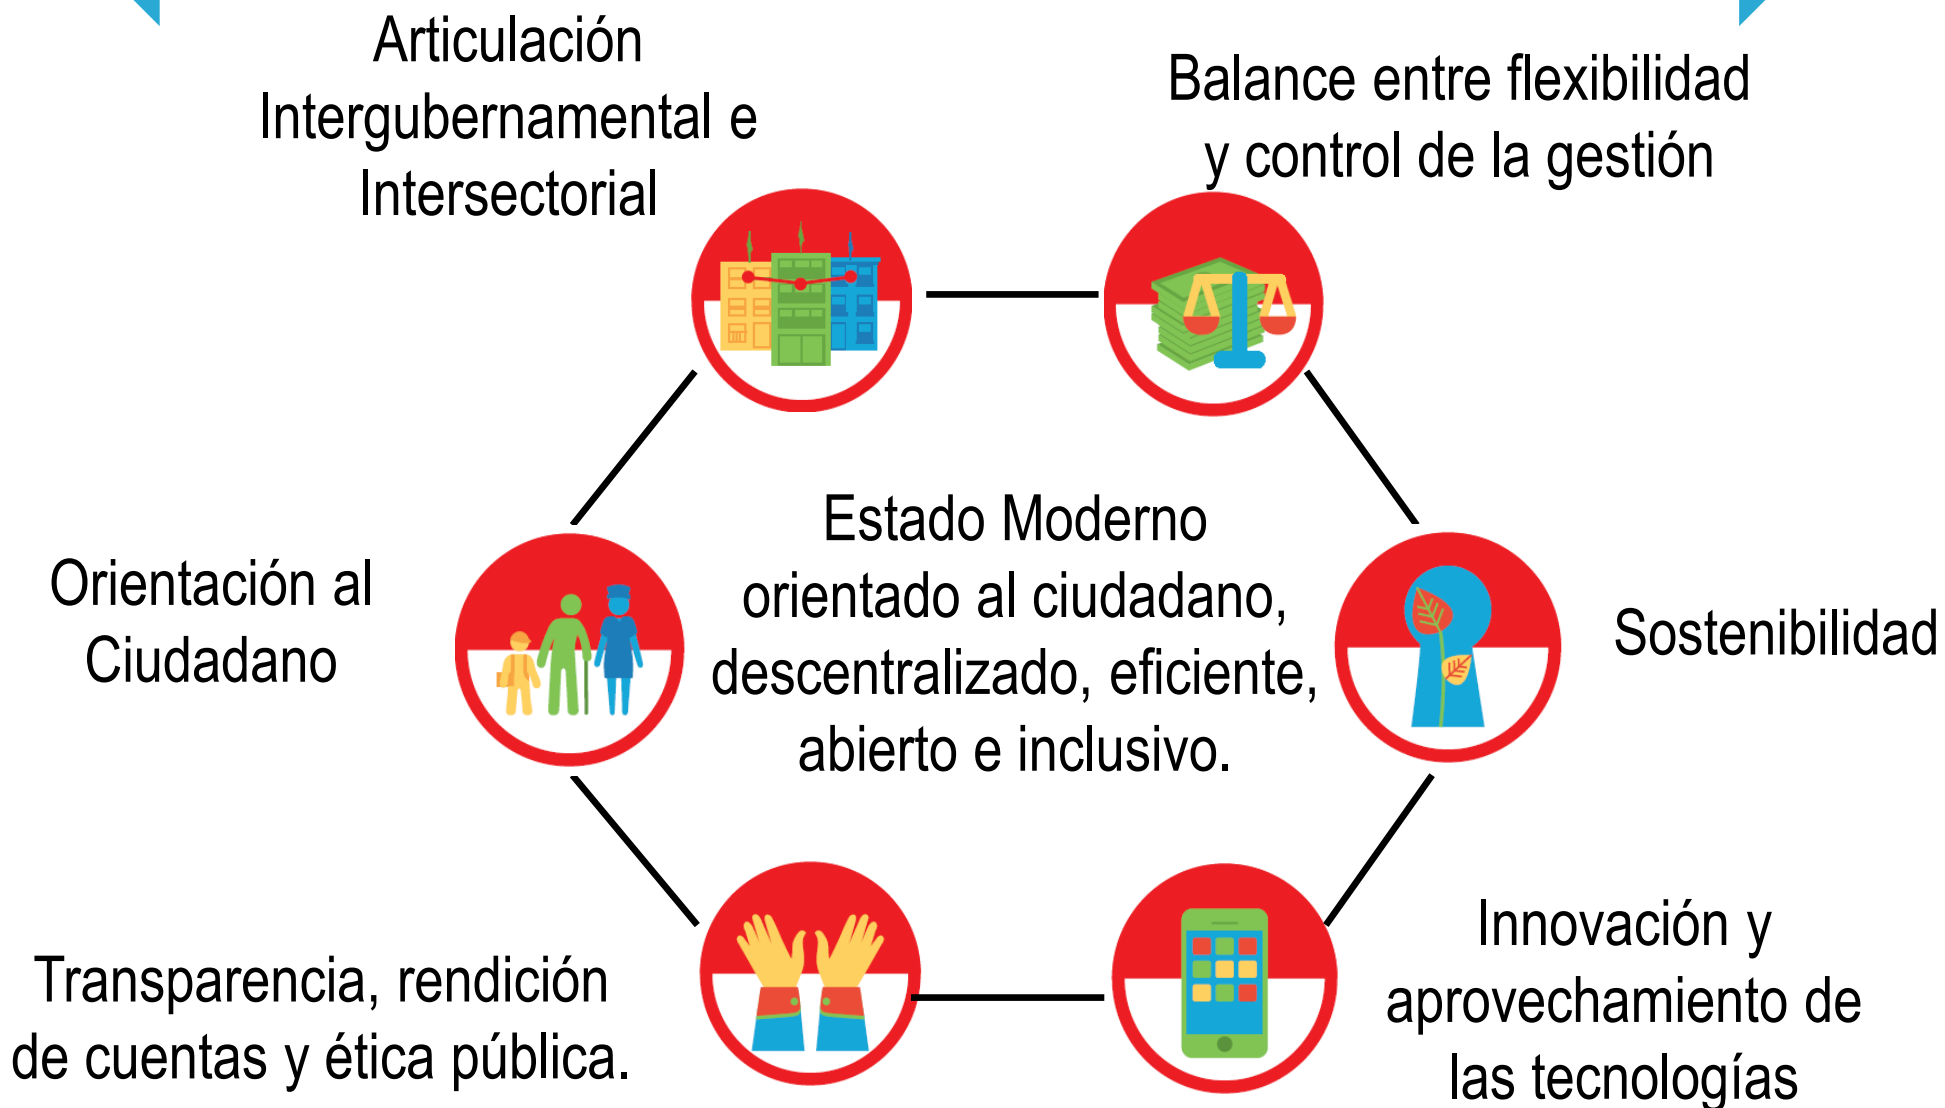 Articulación
Intergubernamental e
Intersectorial
Balance entre flexibilidad
y control de la gestión
Orientación al
Ciudadano
Estado Moderno
orientado al ciudadano,
descentralizado, eficiente,
abierto e inclusivo.
Sostenibilidad
Transparencia, rendición
de cuentas y ética pública.
Innovación y
aprovechamiento de
las tecnologías